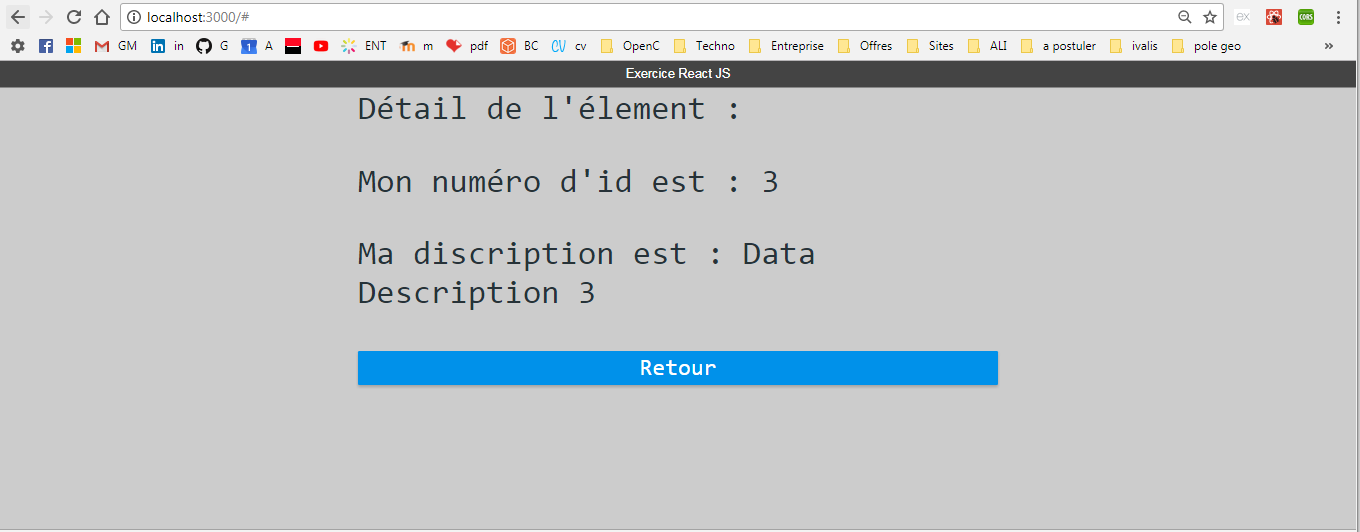 localhost:3000/#
GM in G A ENT m pdf BC cv OpenC Techno Entreprise Offres Sites ALI a postuler ivalis pole geo »
Exercice React JS
Détail de l'élement :
Mon numéro d'id est : 3
Ma discription est : Data
Description 3
Retour